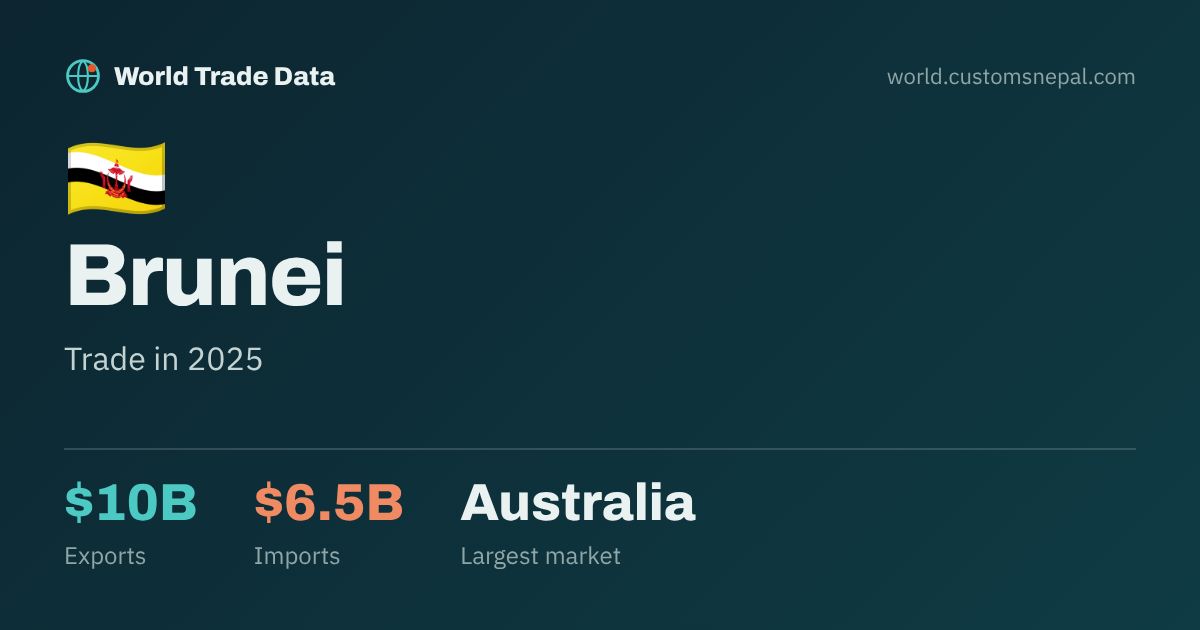 World Trade Data
world.customsnepal.com
Brunei
Trade in 2025
$10B
Exports
$6.5B
Imports
Australia
Largest market